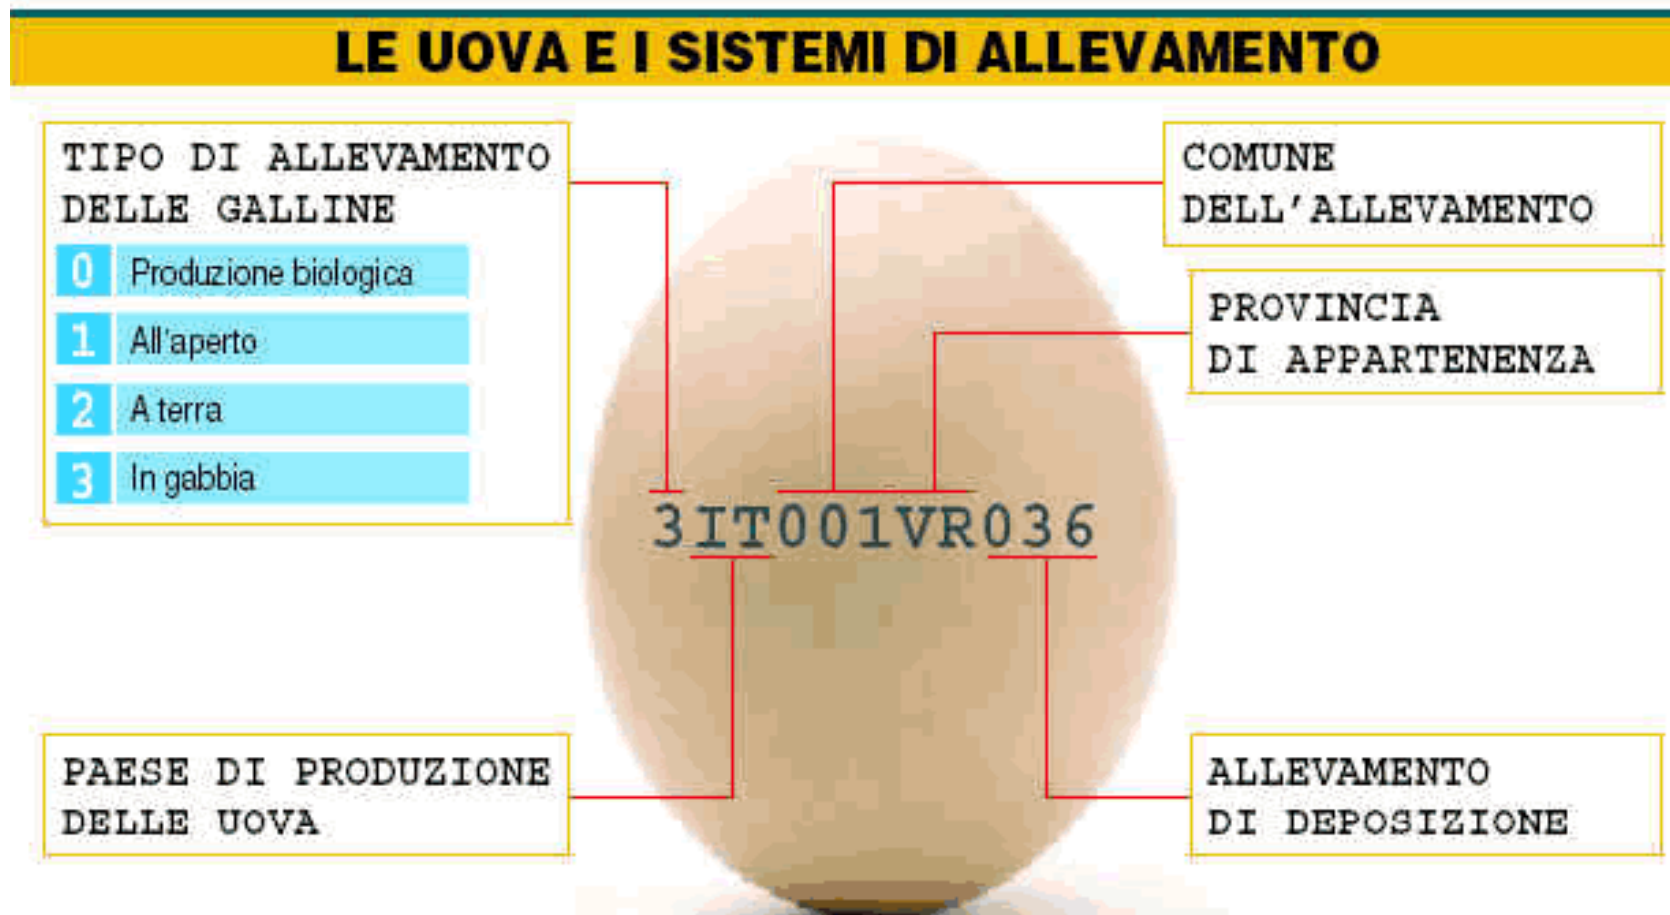 LE UOVA E I SISTEMI DI ALLEVAMENTO
TIPO DI ALLEVAMENTO
DELLE GALLINE
0 Produzione biologica
1 All'aperto
2 A terra
3 In gabbia
COMUNE
DELL'ALLEVAMENTO
PROVINCIA
DI APPARTENENZA
3IT001VR036
PAESE DI PRODUZIONE
DELLE UOVA
ALLEVAMENTO
DI DEPOSIZIONE